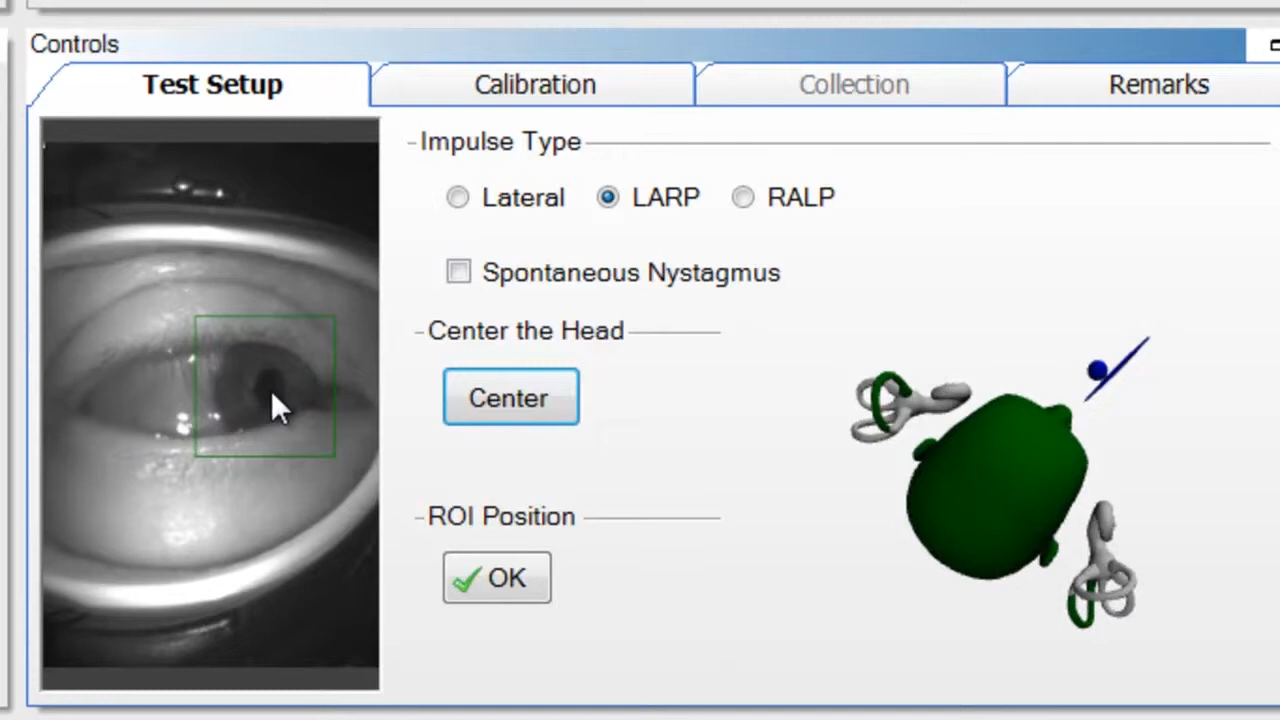 Controls
Test Setup Calibration Collection Remarks
Impulse Type
Lateral LARP RALP
Spontaneous Nystagmus
Center the Head
Center
ROI Position
OK